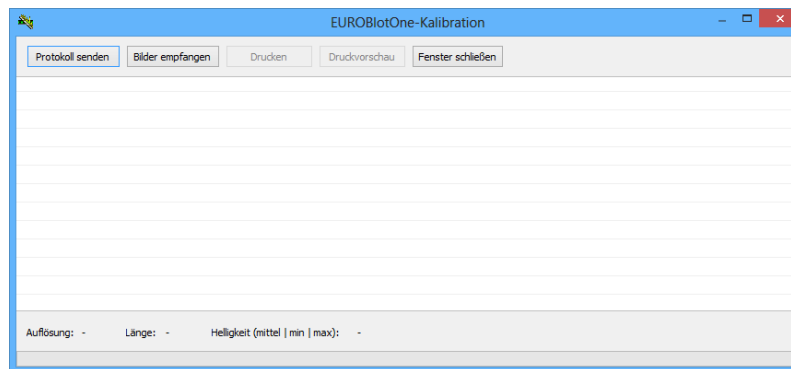 EUROBlotOne-Kalibration
Protokoll senden Bilder empfangen Drucken Druckvorschau Fenster schließen
Auflösung: - Länge: - Helligkeit (mittel | min | max): -